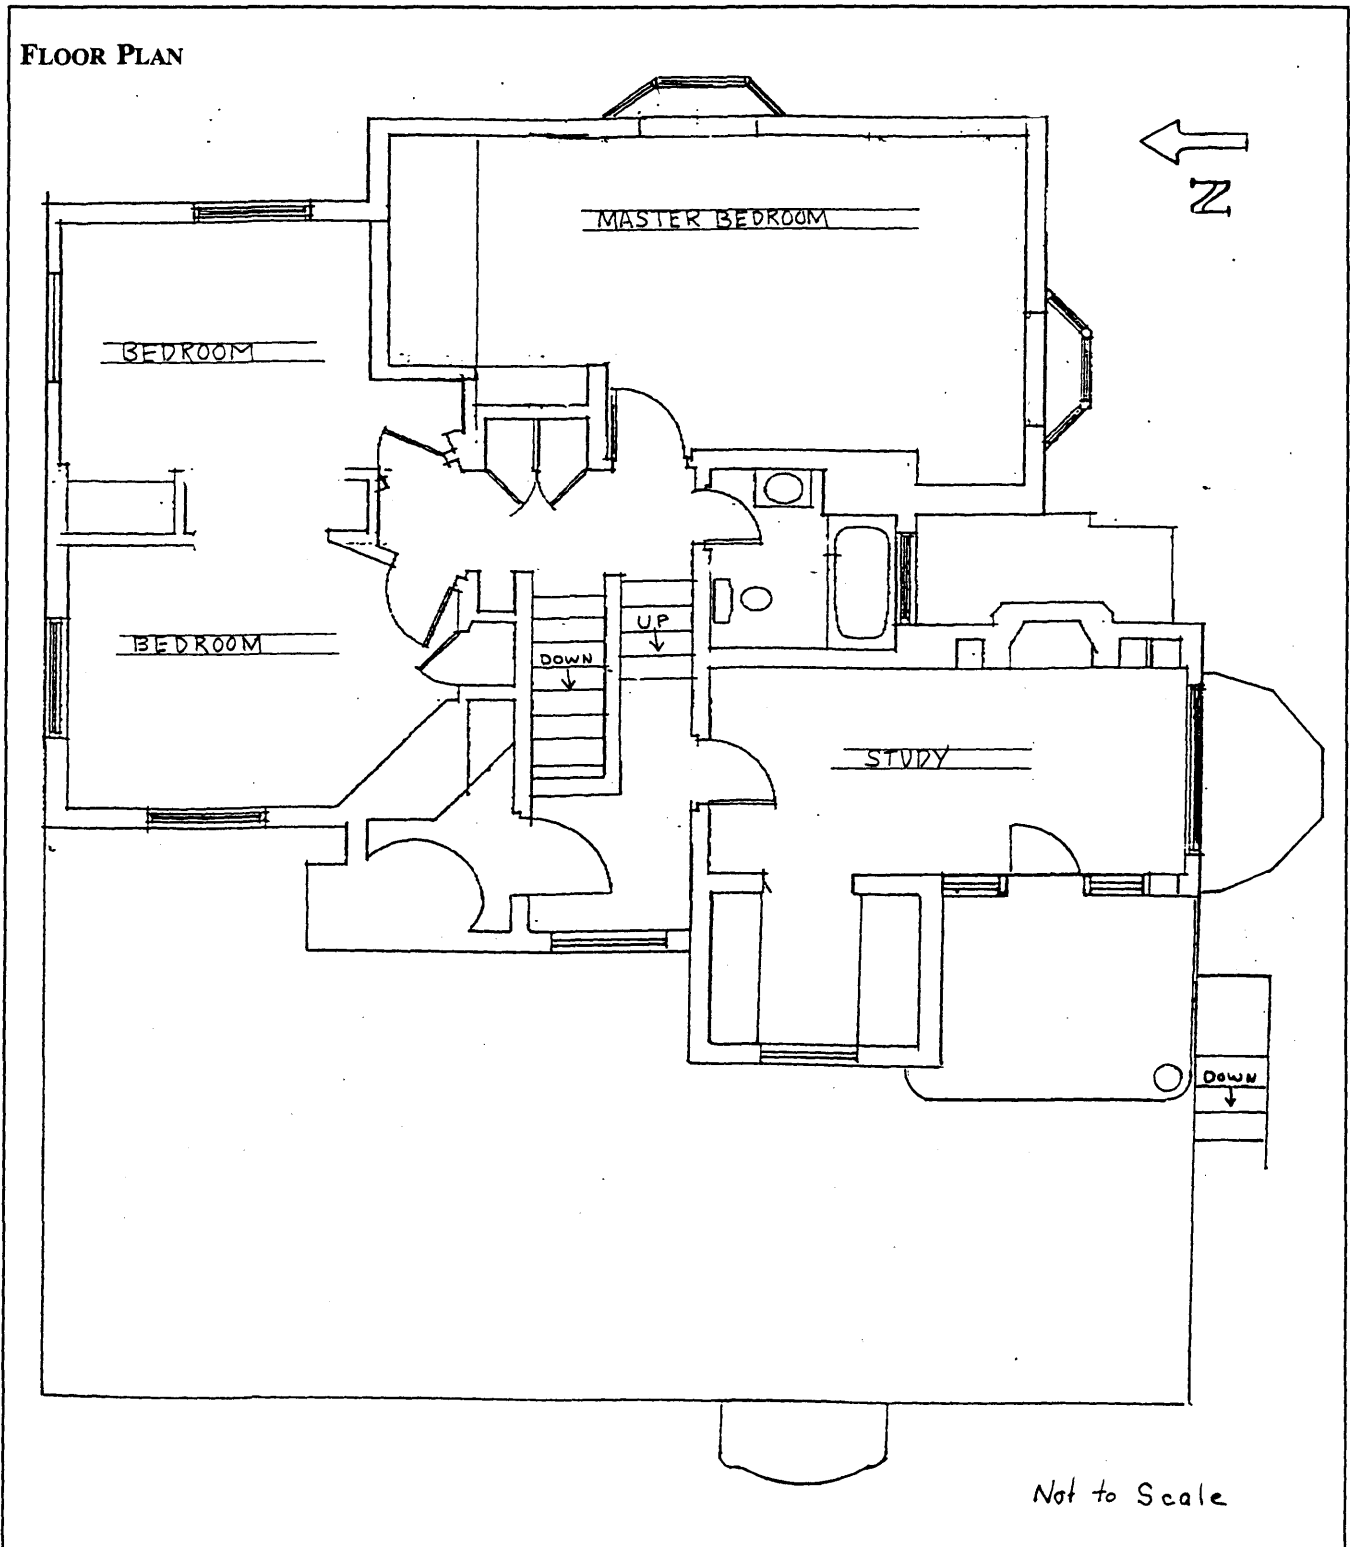 FLOOR PLAN
N
MASTER BEDROOM
BEDROOM
UP
DOWN
BEDROOM
STUDY
DOWN
Not to Scale